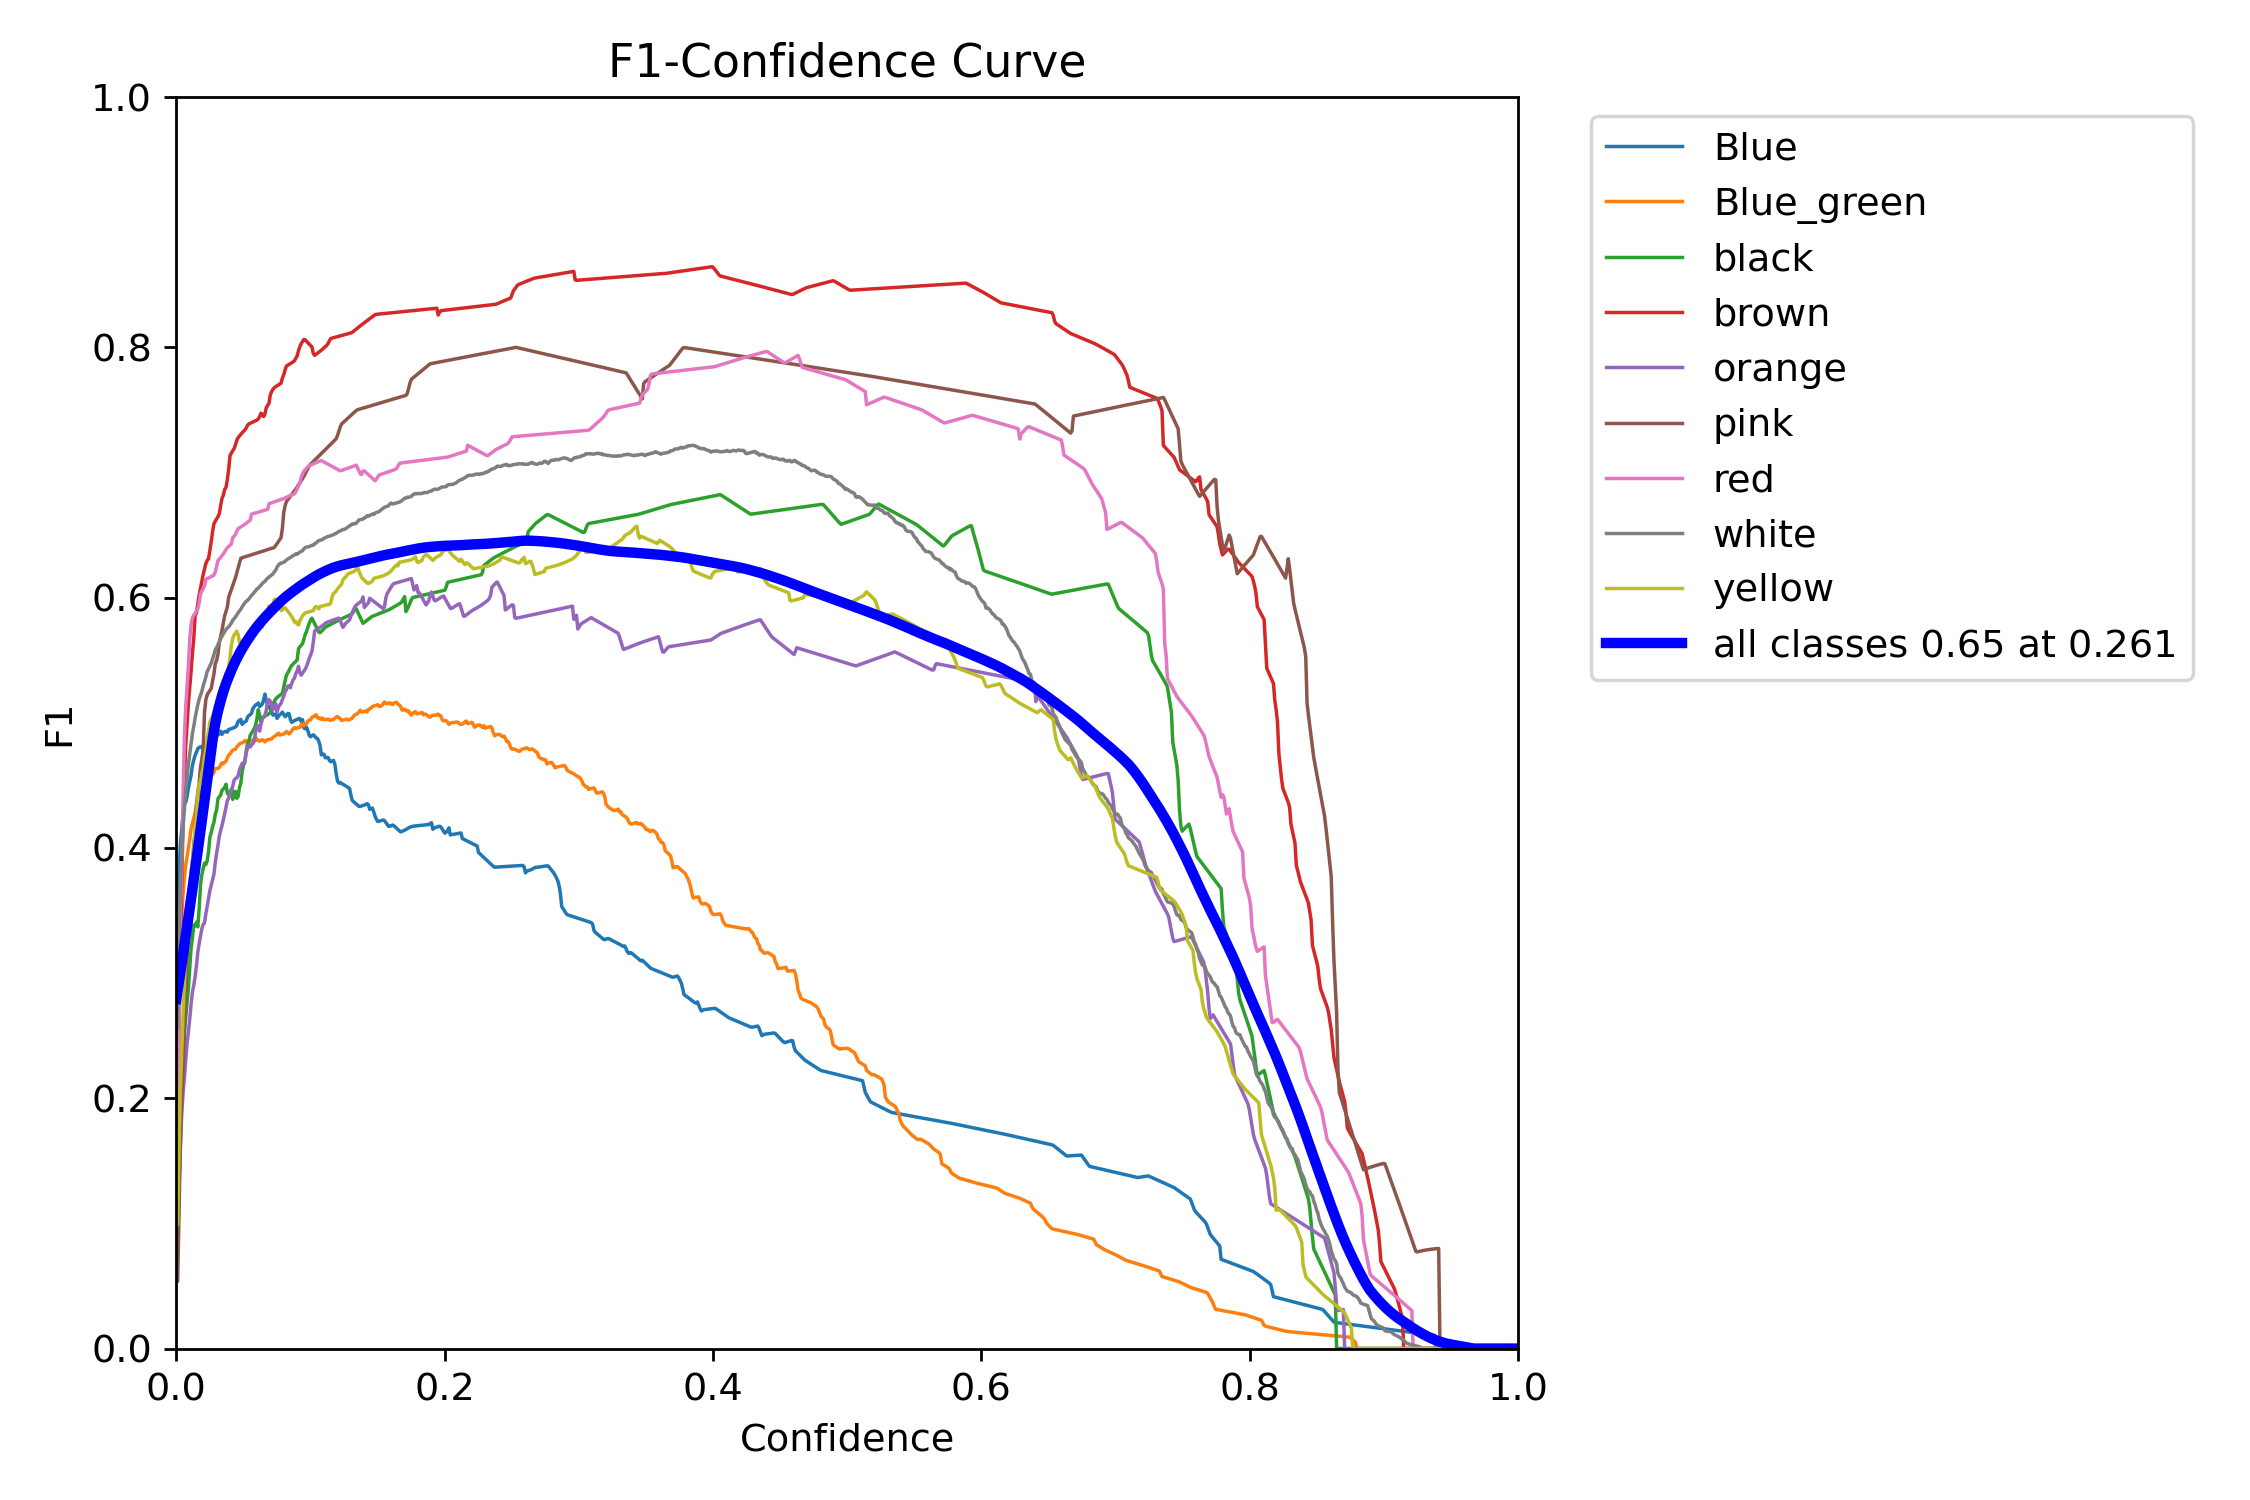 F1-Confidence Curve
1.0
0.8
0.6
0.4
0.2
0.0
F1
0.0 0.2 0.4 0.6 0.8 1.0
Confidence
Blue
Blue_green
black
brown
orange
pink
red
white
yellow
all classes 0.65 at 0.261